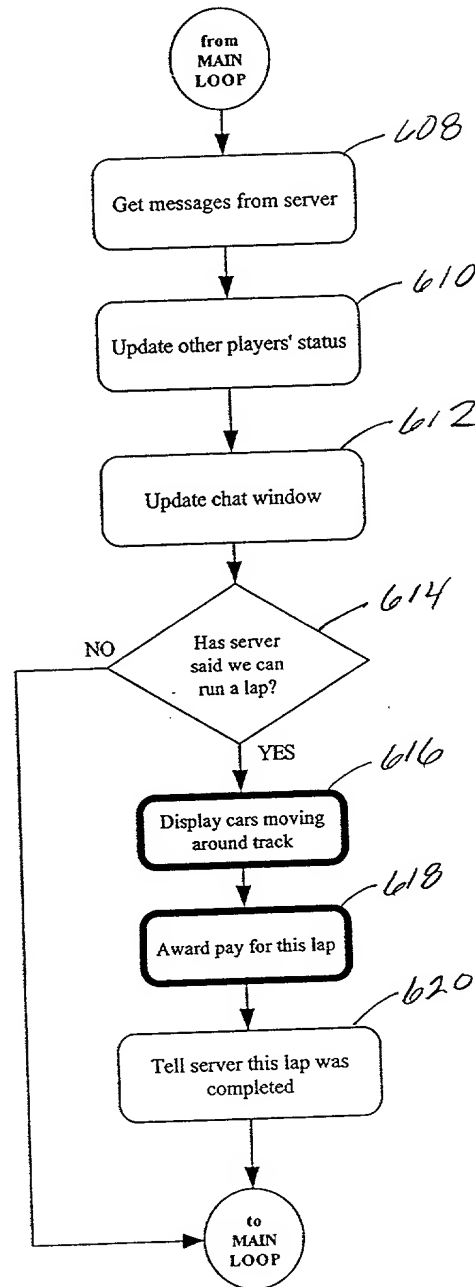 from
MAIN
LOOP
608
Get messages from server
610
Update other players' status
612
Update chat window
614
Has server
said we can
run a lap?
NO
YES
616
Display cars moving
around track
618
Award pay for this lap
620
Tell server this lap was
completed
to
MAIN
LOOP